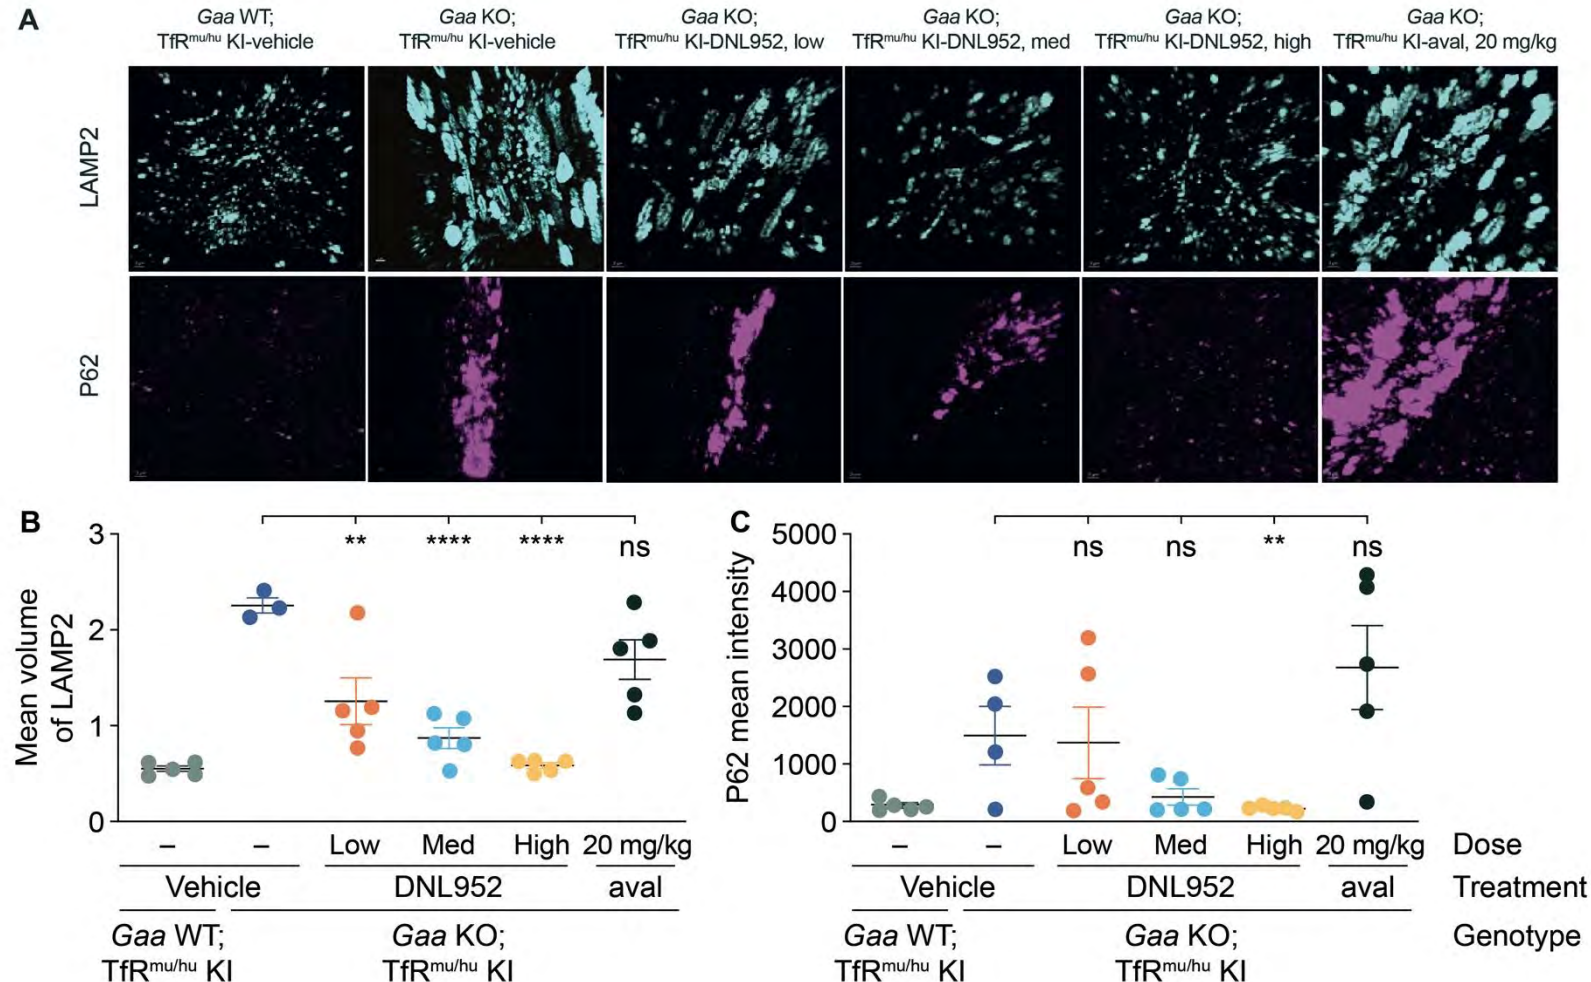 A
Gaa WT;
TfRmu/hu KI-vehicle
Gaa KO;
TfRmu/hu KI-vehicle
Gaa KO;
TfRmu/hu KI-DNL952, low
Gaa KO;
TfRmu/hu KI-DNL952, med
Gaa KO;
TfRmu/hu KI-DNL952, high
Gaa KO;
TfRmu/hu KI-aval, 20 mg/kg
LAMP2
P62
B
Mean volume
of LAMP2
3
2
1
0
** **** **** ns
– – Low Med High 20 mg/kg
Vehicle DNL952 aval
Gaa WT;
TfRmu/hu KI
Gaa KO;
TfRmu/hu KI
C
P62 mean intensity
5000
4000
3000
2000
1000
0
ns ns ** ns
– – Low Med High 20 mg/kg Dose
Vehicle DNL952 aval Treatment
Gaa WT;
TfRmu/hu KI
Gaa KO;
TfRmu/hu KI
Genotype